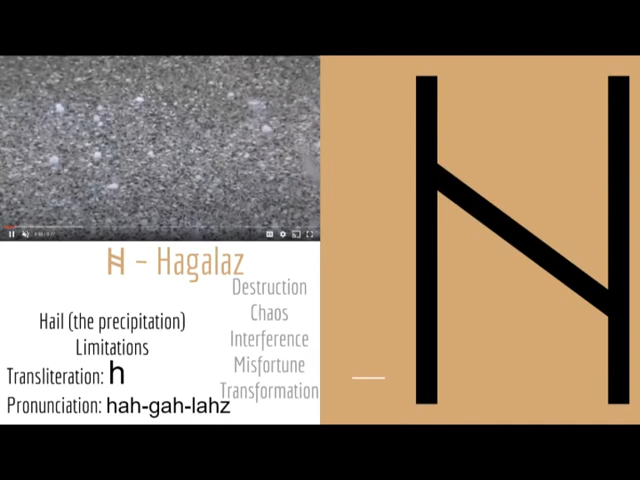 ᚻ – Hagalaz
Destruction
Chaos
Interference
Misfortune
Transformation
Hail (the precipitation)
Limitations
Transliteration: h
Pronunciation: hah-gah-lahz